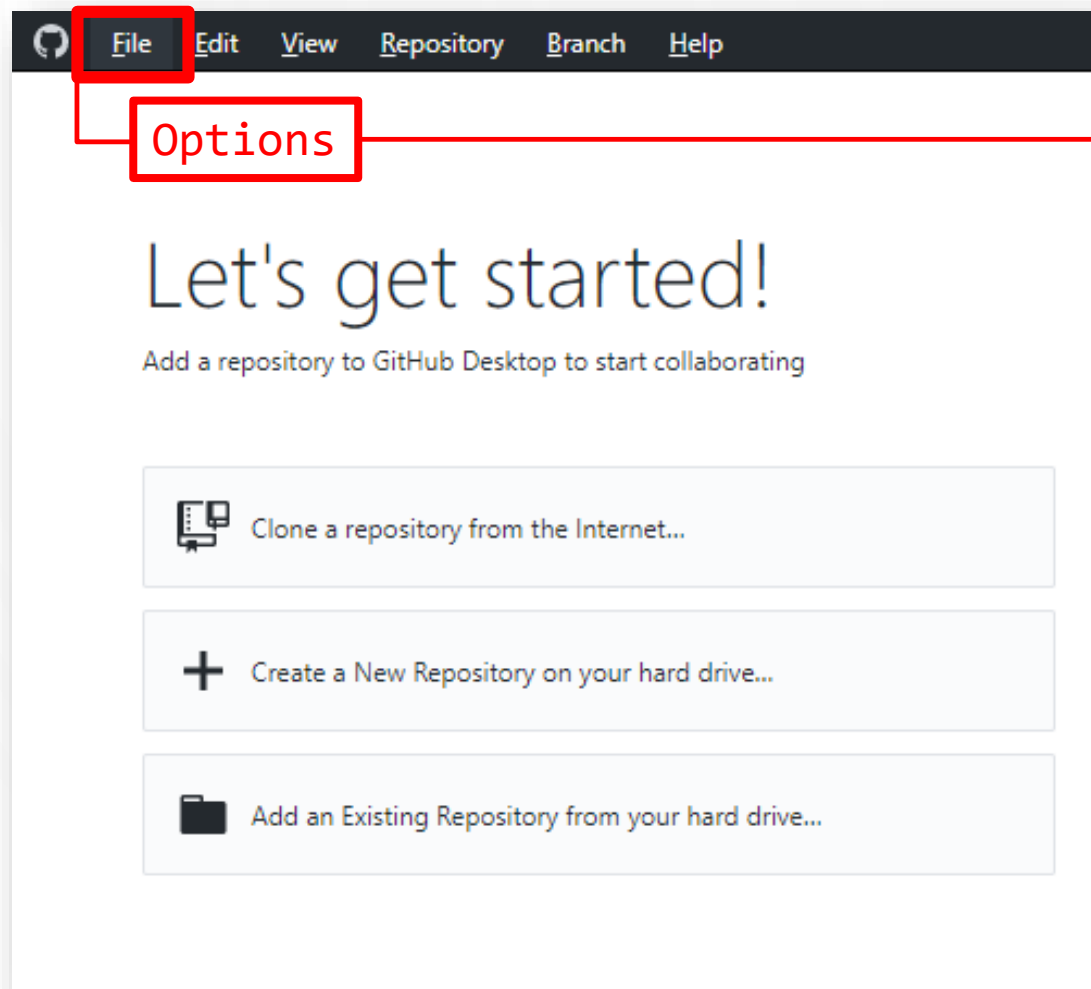 File Edit View Repository Branch Help
Options
Let's get started!
Add a repository to GitHub Desktop to start collaborating
Clone a repository from the Internet...
Create a New Repository on your hard drive...
Add an Existing Repository from your hard drive...